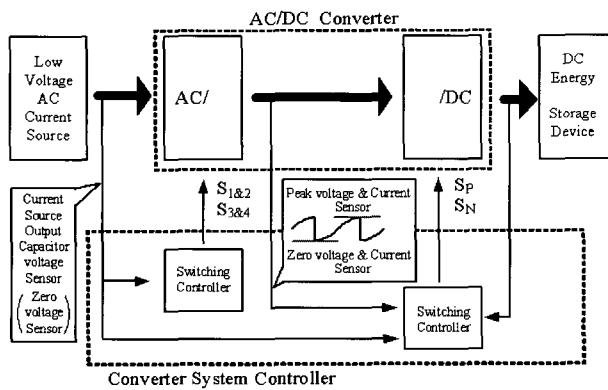 AC/DC Converter
Low
Voltage
AC
Current
Source
AC/
/DC
DC
Energy
Storage
Device
Current
Source
Output
Capacitor
voltage
Sensor
(Zero
voltage
Sensor)
S1&2
S3&4
Peak voltage & Current
Sensor
Zero voltage & Current
Sensor
SP
SN
Switching
Controller
Switching
Controller
Converter System Controller